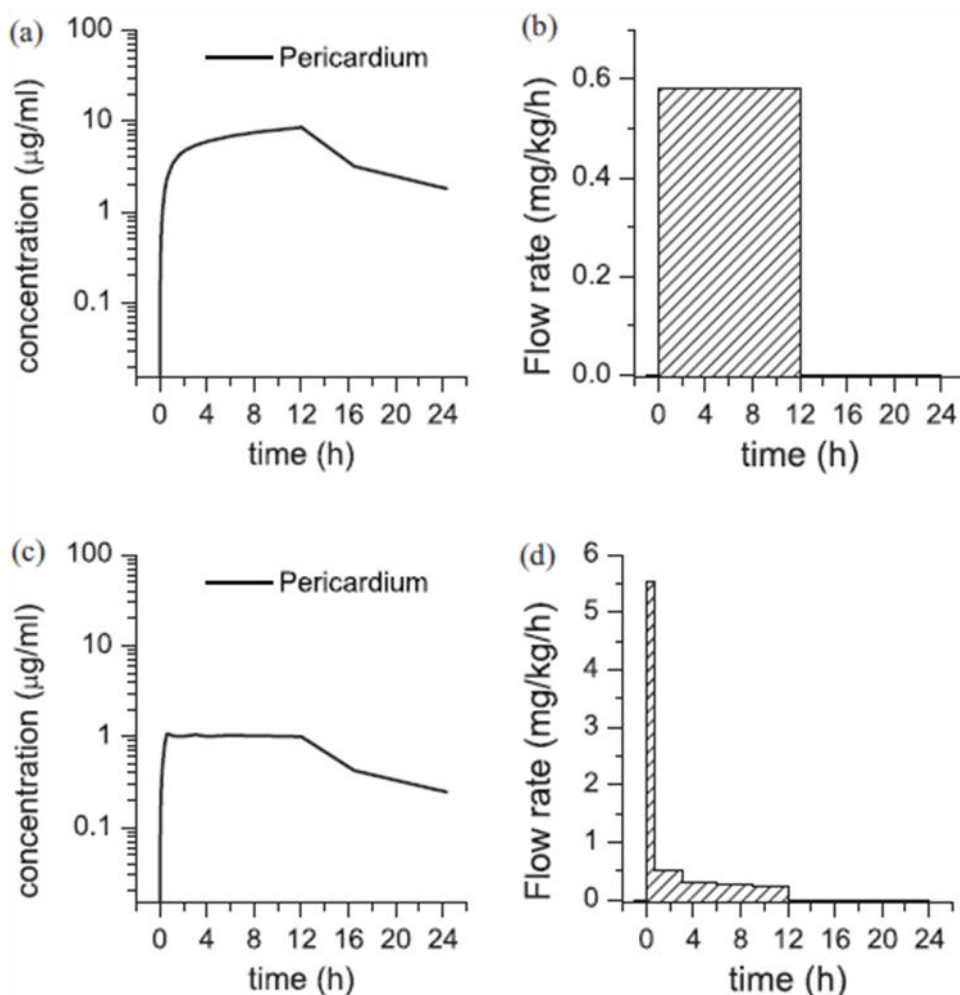 (a)
Pericardium
100
10
1
0.1
concentration (µg/ml)
0 4 8 12 16 20 24
time (h)
(b)
0.6
0.4
0.2
0.0
Flow rate (mg/kg/h)
0 4 8 12 16 20 24
time (h)
(c)
Pericardium
100
10
1
0.1
concentration (µg/ml)
0 4 8 12 16 20 24
time (h)
(d)
6
5
4
3
2
1
0
Flow rate (mg/kg/h)
0 4 8 12 16 20 24
time (h)